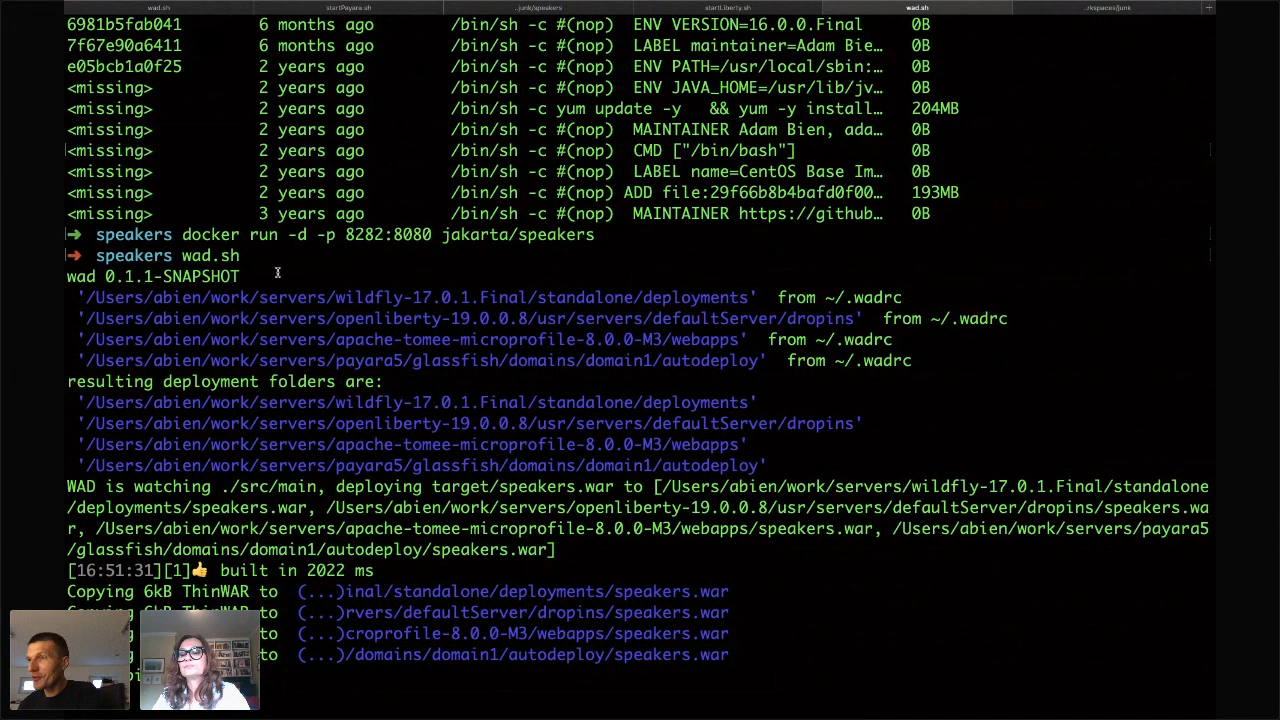 wad.sh startPayara.sh ..junk/speakers startLiberty.sh wad.sh ..rkspaces/junk +
6981b5fab041 6 months ago /bin/sh -c #(nop) ENV VERSION=16.0.0.Final 0B
7f67e90a6411 6 months ago /bin/sh -c #(nop) LABEL maintainer=Adam Bie… 0B
e05bcb1a0f25 2 years ago /bin/sh -c #(nop) ENV PATH=/usr/local/sbin:… 0B
<missing> 2 years ago /bin/sh -c #(nop) ENV JAVA_HOME=/usr/lib/jv… 0B
<missing> 2 years ago /bin/sh -c yum update -y && yum -y install… 204MB
<missing> 2 years ago /bin/sh -c #(nop) MAINTAINER Adam Bien, ada… 0B
<missing> 2 years ago /bin/sh -c #(nop) CMD ["/bin/bash"] 0B
<missing> 2 years ago /bin/sh -c #(nop) LABEL name=CentOS Base Im… 0B
<missing> 2 years ago /bin/sh -c #(nop) ADD file:29f66b8b4bafd0f00… 193MB
<missing> 3 years ago /bin/sh -c #(nop) MAINTAINER https://github… 0B
➜ speakers docker run -d -p 8282:8080 jakarta/speakers
➜ speakers wad.sh
wad 0.1.1-SNAPSHOT
'/Users/abien/work/servers/wildfly-17.0.1.Final/standalone/deployments' from ~/.wadrc
'/Users/abien/work/servers/openliberty-19.0.0.8/usr/servers/defaultServer/dropins' from ~/.wadrc
'/Users/abien/work/servers/apache-tomee-microprofile-8.0.0-M3/webapps' from ~/.wadrc
'/Users/abien/work/servers/payara5/glassfish/domains/domain1/autodeploy' from ~/.wadrc
resulting deployment folders are:
'/Users/abien/work/servers/wildfly-17.0.1.Final/standalone/deployments'
'/Users/abien/work/servers/openliberty-19.0.0.8/usr/servers/defaultServer/dropins'
'/Users/abien/work/servers/apache-tomee-microprofile-8.0.0-M3/webapps'
'/Users/abien/work/servers/payara5/glassfish/domains/domain1/autodeploy'
WAD is watching ./src/main, deploying target/speakers.war to [/Users/abien/work/servers/wildfly-17.0.1.Final/standalone
/deployments/speakers.war, /Users/abien/work/servers/openliberty-19.0.0.8/usr/servers/defaultServer/dropins/speakers.wa
r, /Users/abien/work/servers/apache-tomee-microprofile-8.0.0-M3/webapps/speakers.war, /Users/abien/work/servers/payara5
/glassfish/domains/domain1/autodeploy/speakers.war]
[16:51:31][1]👍 built in 2022 ms
Copying 6kB ThinWAR to (...)inal/standalone/deployments/speakers.war
Copying 6kB ThinWAR to (...)rvers/defaultServer/dropins/speakers.war
to (...)croprofile-8.0.0-M3/webapps/speakers.war
to (...)/domains/domain1/autodeploy/speakers.war